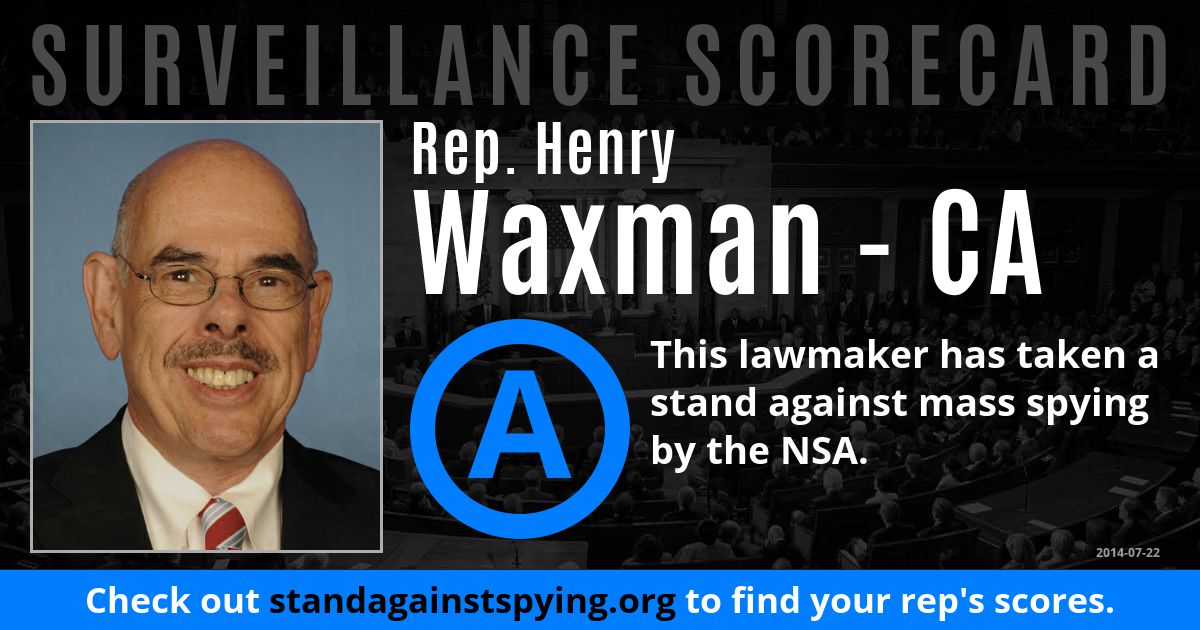 SURVEILLANCE SCORECARD
Rep. Henry
Waxman - CA
A
This lawmaker has taken a
stand against mass spying
by the NSA.
2014-07-22
Check out standagainstspying.org to find your rep's scores.